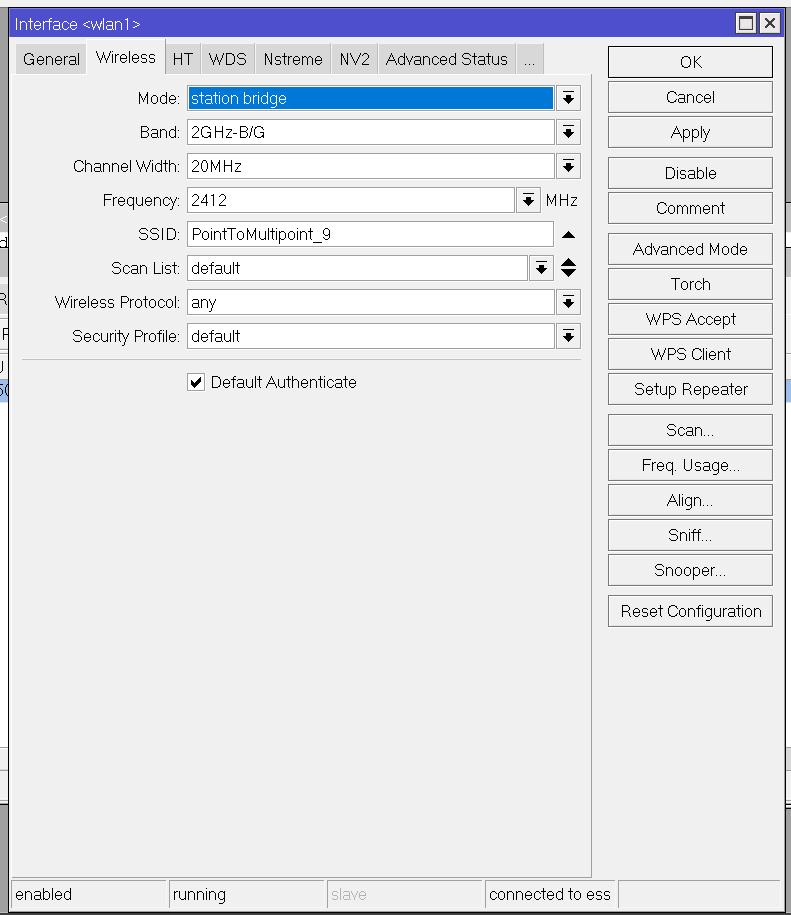 Interface <wlan1>
General Wireless HT WDS Nstreme NV2 Advanced Status ...
Mode: station bridge
Band: 2GHz-B/G
Channel Width: 20MHz
Frequency: 2412 MHz
SSID: PointToMultipoint_9
Scan List: default
Wireless Protocol: any
Security Profile: default
Default Authenticate
OK
Cancel
Apply
Disable
Comment
Advanced Mode
Torch
WPS Accept
WPS Client
Setup Repeater
Scan...
Freq. Usage...
Align...
Sniff...
Snooper...
Reset Configuration
enabled running slave connected to ess